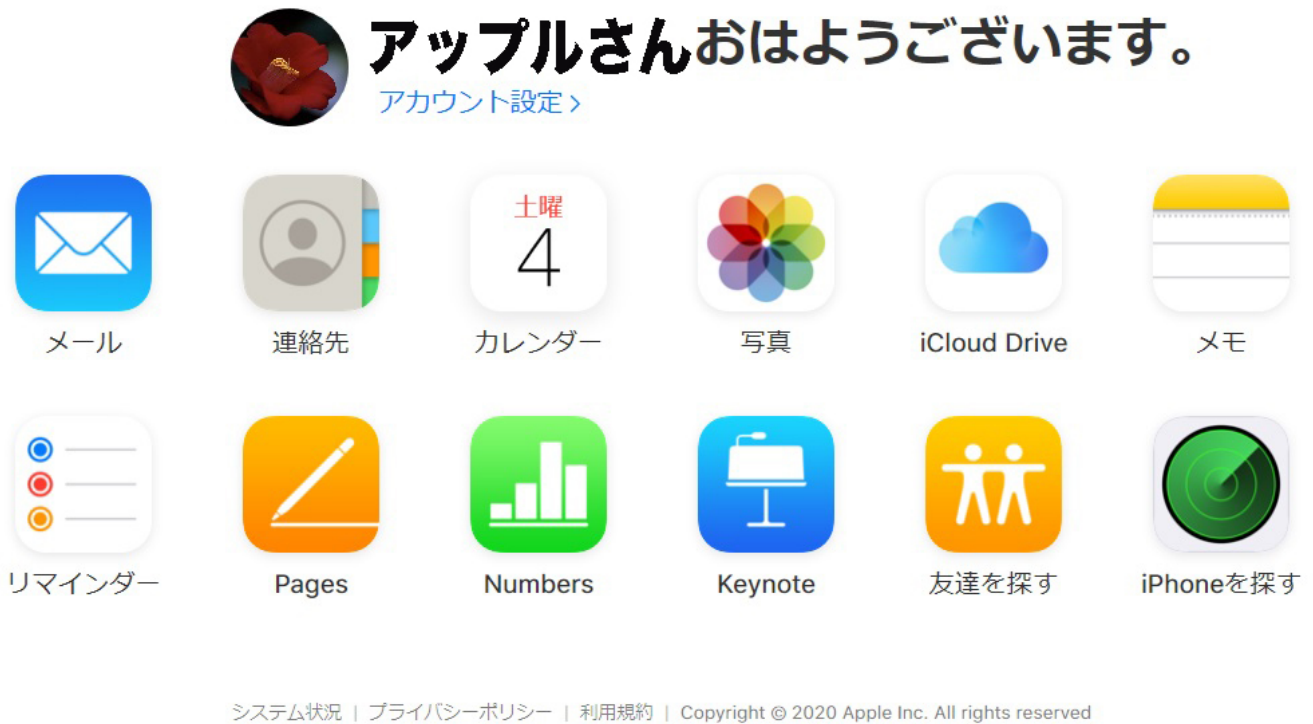 アップルさんおはようございます。
アカウント設定 >
土曜
4
メール 連絡先 カレンダー 写真 iCloud Drive メモ
リマインダー Pages Numbers Keynote 友達を探す iPhoneを探す
システム状況 | プライバシーポリシー | 利用規約 | Copyright © 2020 Apple Inc. All rights reserved